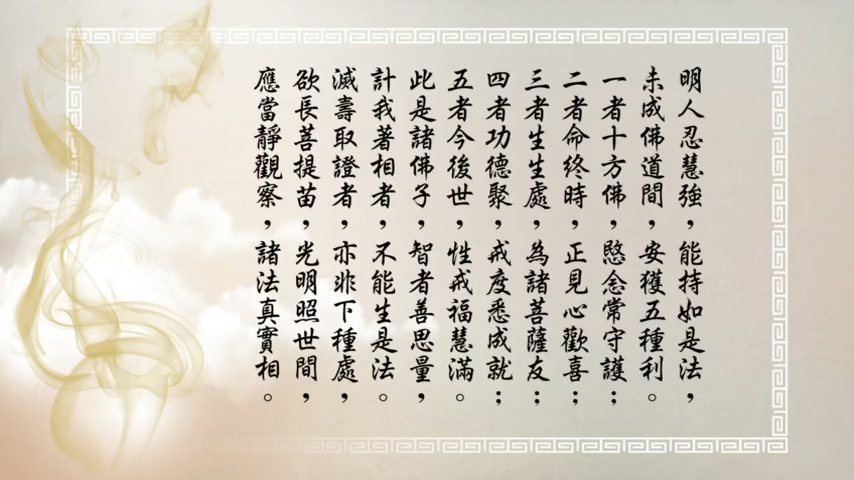 明人忍慧強，能持如是法，
未成佛道間，安獲五種利。
一者十方佛，愍念常守護；
二者命終時，正見心歡喜；
三者生生處，為諸菩薩友；
四者功德聚，戒度悉成就；
五者今後世，性戒福慧滿。
此是諸佛子，智者善思量，
計我著相者，不能生是法。
滅壽取證者，亦非下種處，
欲長菩提苗，光明照世間，
應當靜觀察，諸法真實相。